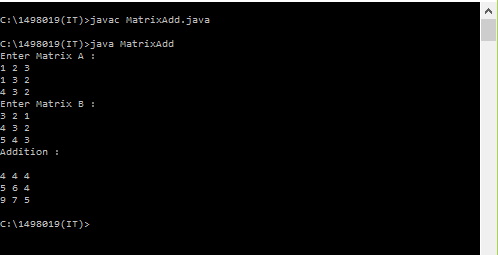 C:\1498019(IT)>javac MatrixAdd.java
C:\1498019(IT)>java MatrixAdd
Enter Matrix A :
1 2 3
1 3 2
4 3 2
Enter Matrix B :
3 2 1
4 3 2
5 4 3
Addition :
4 4 4
5 6 4
9 7 5
C:\1498019(IT)>